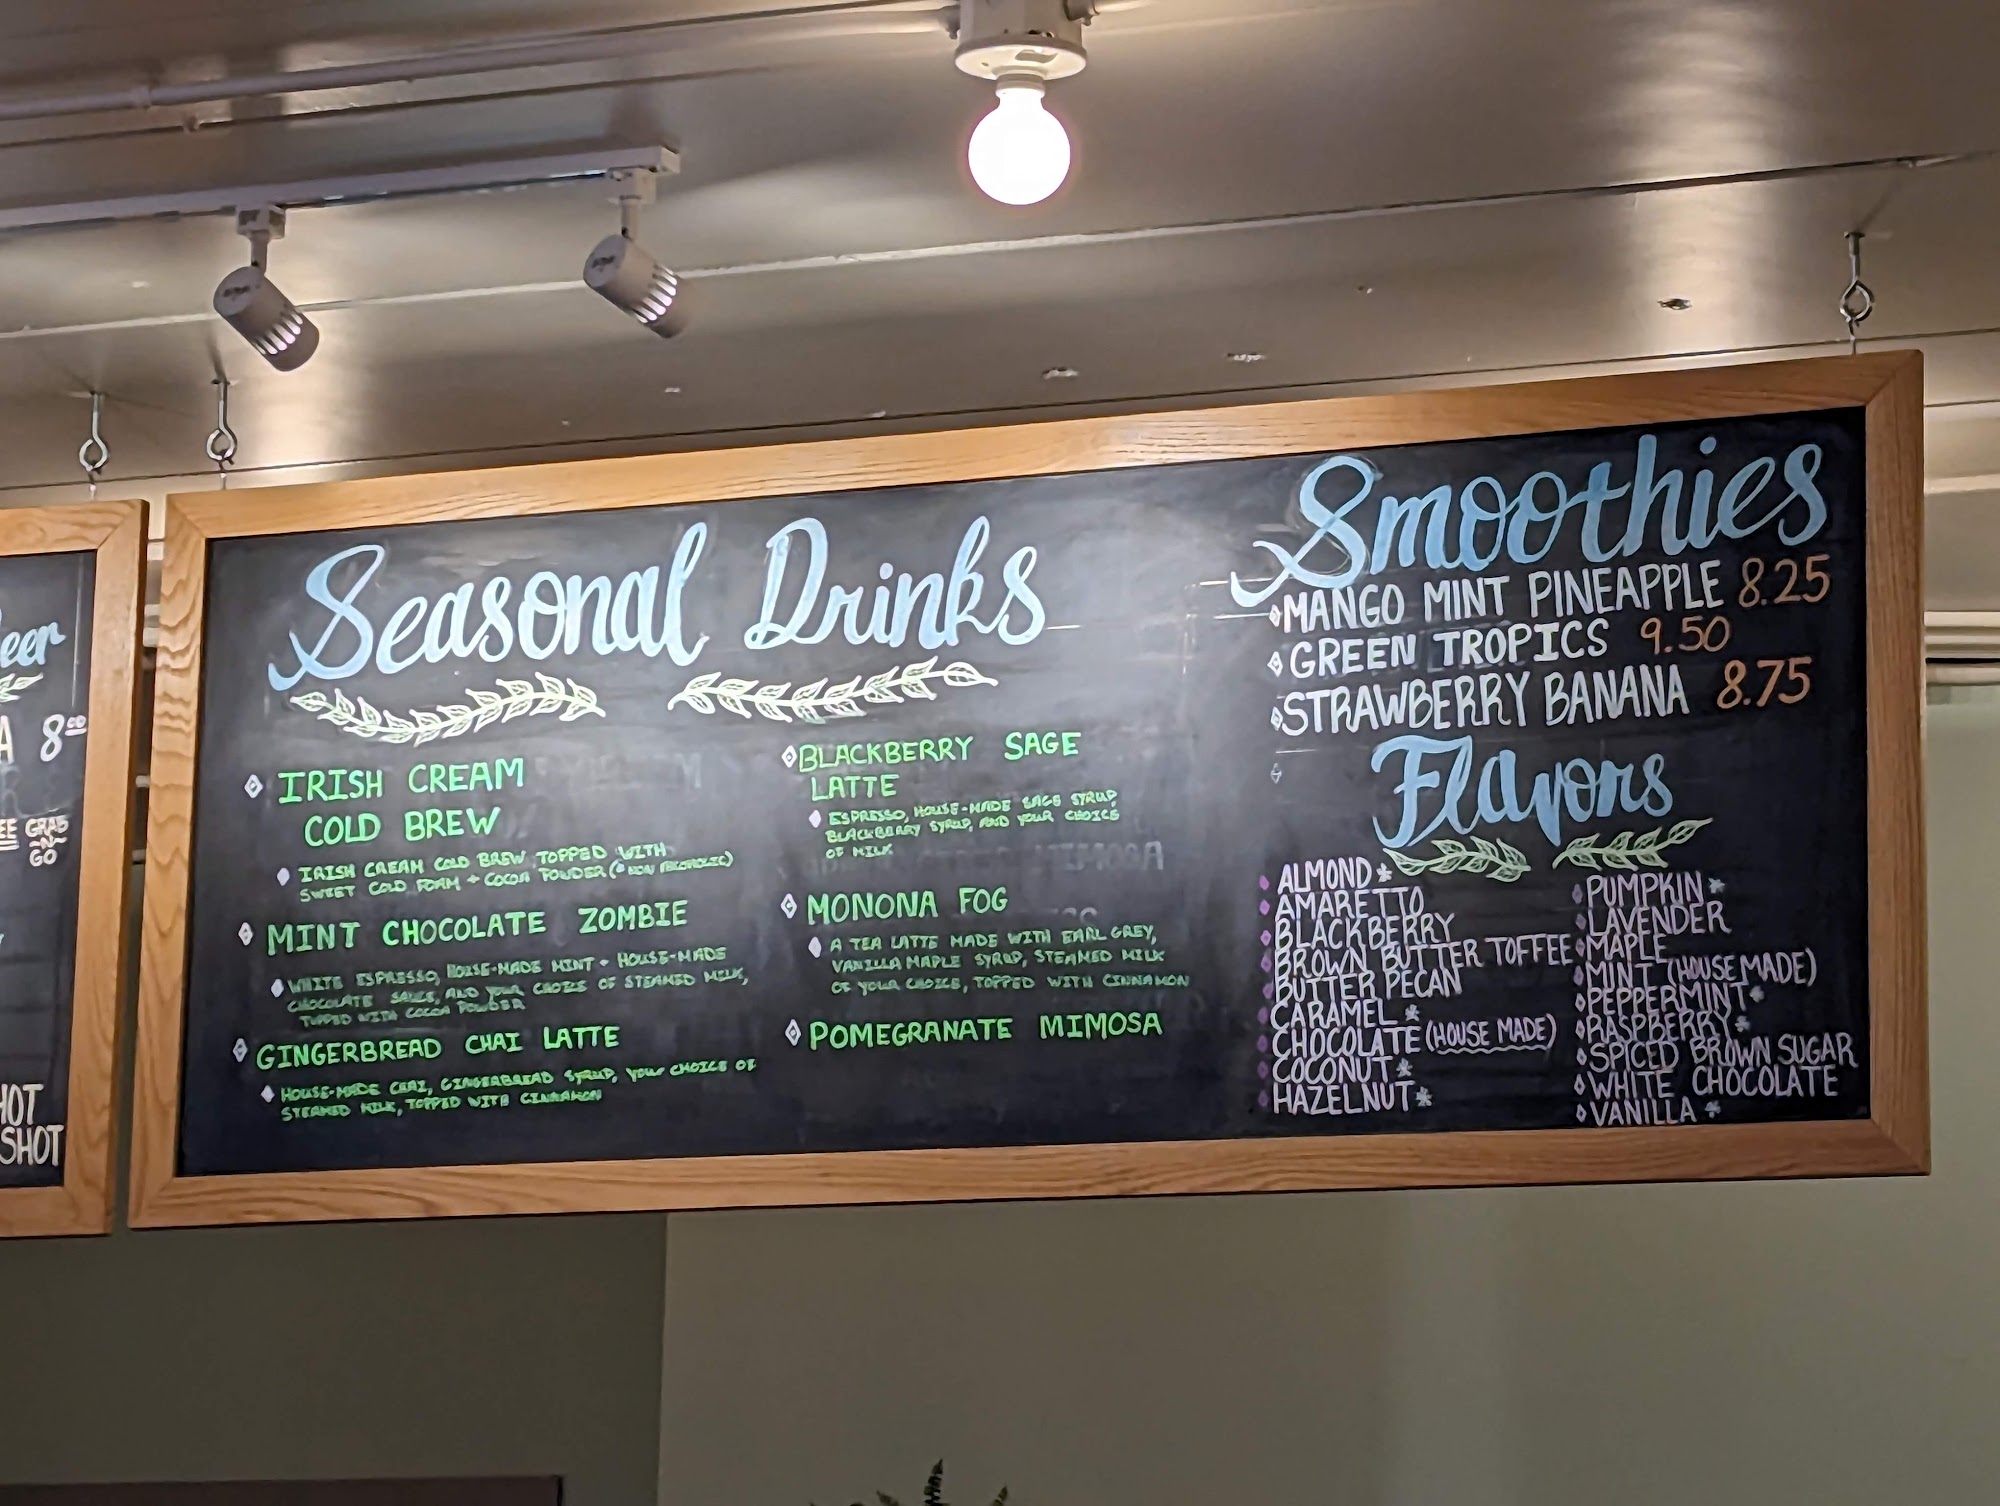 eer
A 8.00
EE GRAB
-N-
GO
HOT
SHOT
Seasonal Drinks
IRISH CREAM
COLD BREW
IRISH CREAM COLD BREW TOPPED WITH
SWEET COLD FOAM + COCOA POWDER (* NON ALCOHOLIC)
MINT CHOCOLATE ZOMBIE
WHITE ESPRESSO, HOUSE-MADE MINT + HOUSE-MADE
CHOCOLATE SAUCE, AND YOUR CHOICE OF STEAMED MILK,
TOPPED WITH COCOA POWDER
GINGERBREAD CHAI LATTE
HOUSE-MADE CHAI, GINGERBREAD SYRUP, YOUR CHOICE OF
STEAMED MILK, TOPPED WITH CINNAMON
BLACKBERRY SAGE
LATTE
ESPRESSO, HOUSE-MADE SAGE SYRUP,
BLACKBERRY SYRUP, AND YOUR CHOICE
OF MILK
MONONA FOG
A TEA LATTE MADE WITH EARL GREY,
VANILLA MAPLE SYRUP, STEAMED MILK
OF YOUR CHOICE, TOPPED WITH CINNAMON
POMEGRANATE MIMOSA
Smoothies
MANGO MINT PINEAPPLE 8.25
GREEN TROPICS 9.50
STRAWBERRY BANANA 8.75
Flavors
ALMOND *
AMARETTO
BLACKBERRY
BROWN BUTTER TOFFEE
BUTTER PECAN
CARAMEL *
CHOCOLATE (HOUSE MADE)
COCONUT *
HAZELNUT *
PUMPKIN *
LAVENDER
MAPLE
MINT (HOUSE MADE)
PEPPERMINT *
RASPBERRY *
SPICED BROWN SUGAR
WHITE CHOCOLATE
VANILLA *